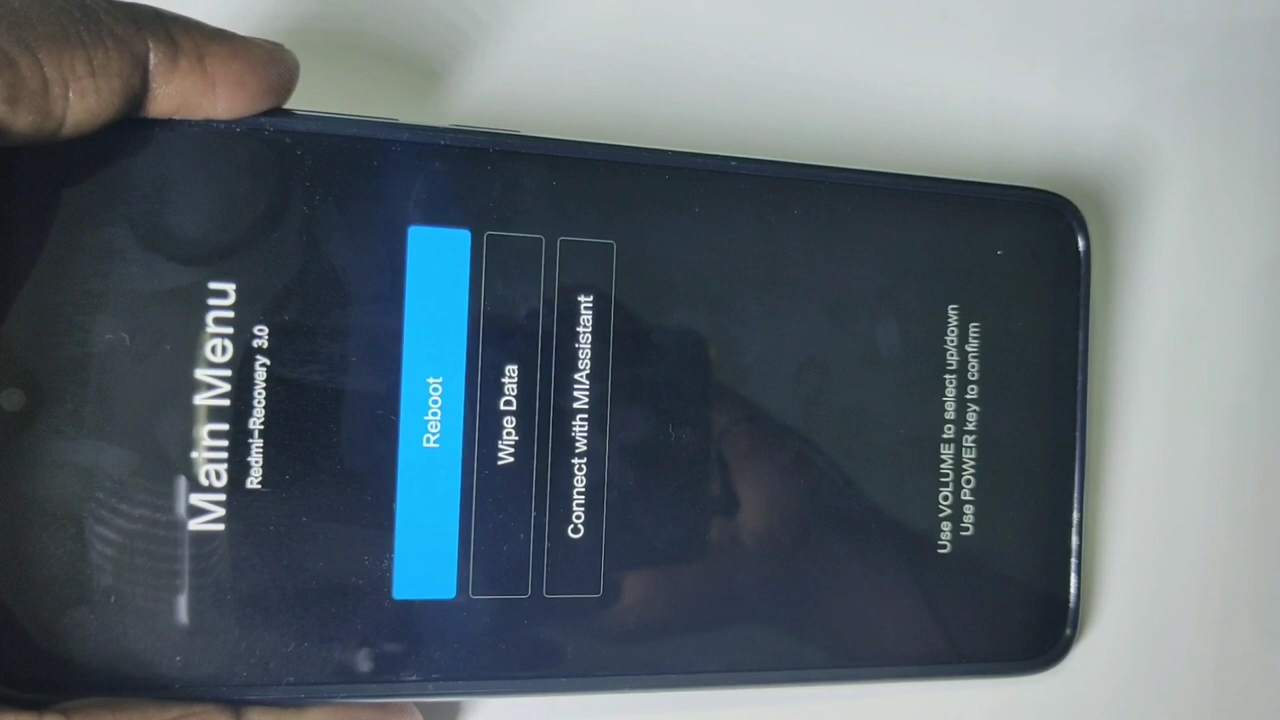 Main Menu
Redmi-Recovery 3.0
Reboot
Wipe Data
Connect with MIAssistant
Use VOLUME to select up/down
Use POWER key to confirm